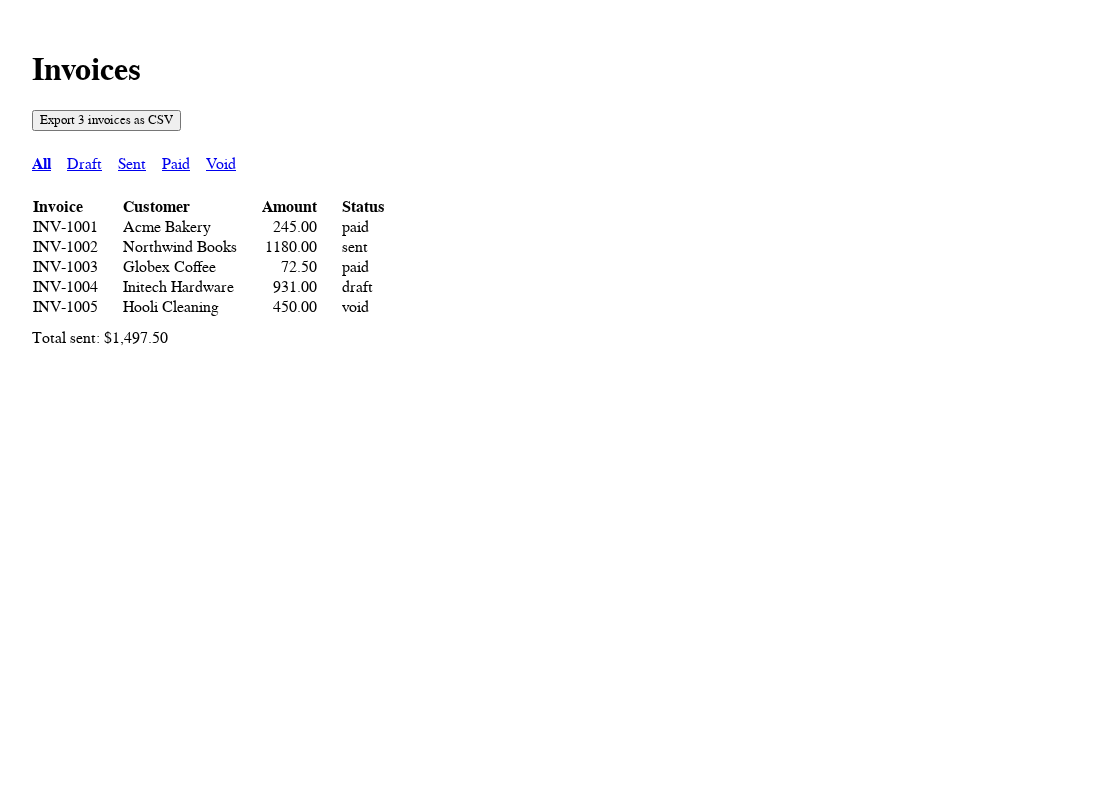 Invoices
Export 3 invoices as CSV
All Draft Sent Paid Void
Invoice Customer Amount Status
INV-1001 Acme Bakery 245.00 paid
INV-1002 Northwind Books 1180.00 sent
INV-1003 Globex Coffee 72.50 paid
INV-1004 Initech Hardware 931.00 draft
INV-1005 Hooli Cleaning 450.00 void
Total sent: $1,497.50